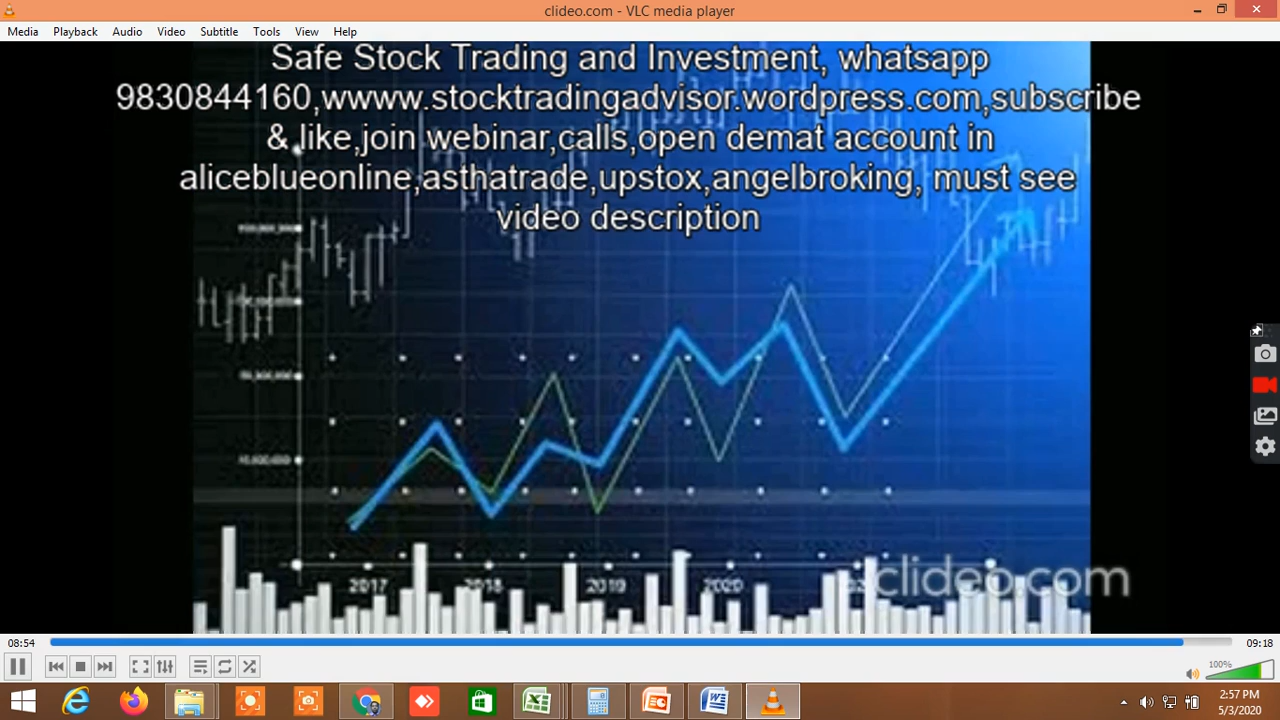 clideo.com - VLC media player
Media Playback Audio Video Subtitle Tools View Help
Safe Stock Trading and Investment, whatsapp
9830844160,wwww.stocktradingadvisor.wordpress.com,subscribe
& like,join webinar,calls,open demat account in
aliceblueonline,asthatrade,upstox,angelbroking, must see
video description
2017 2018 2019 2020
clideo.com
08:54 09:18
100%
2:57 PM
5/3/2020